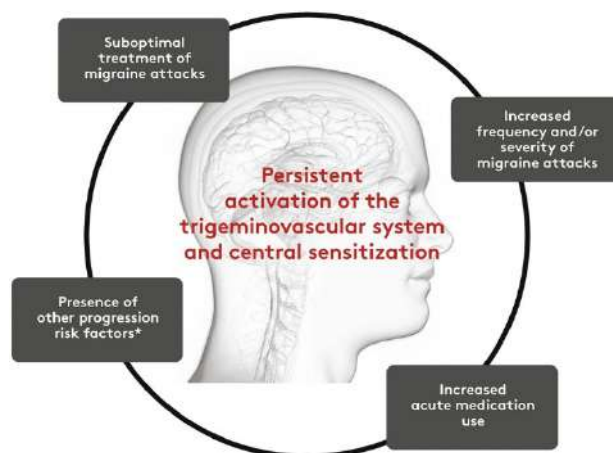 Suboptimal
treatment of
migraine attacks
Increased
frequency and/or
severity of
migraine attacks
Persistent
activation of the
trigeminovascular system
and central sensitization
Presence of
other progression
risk factors*
Increased
acute medication
use